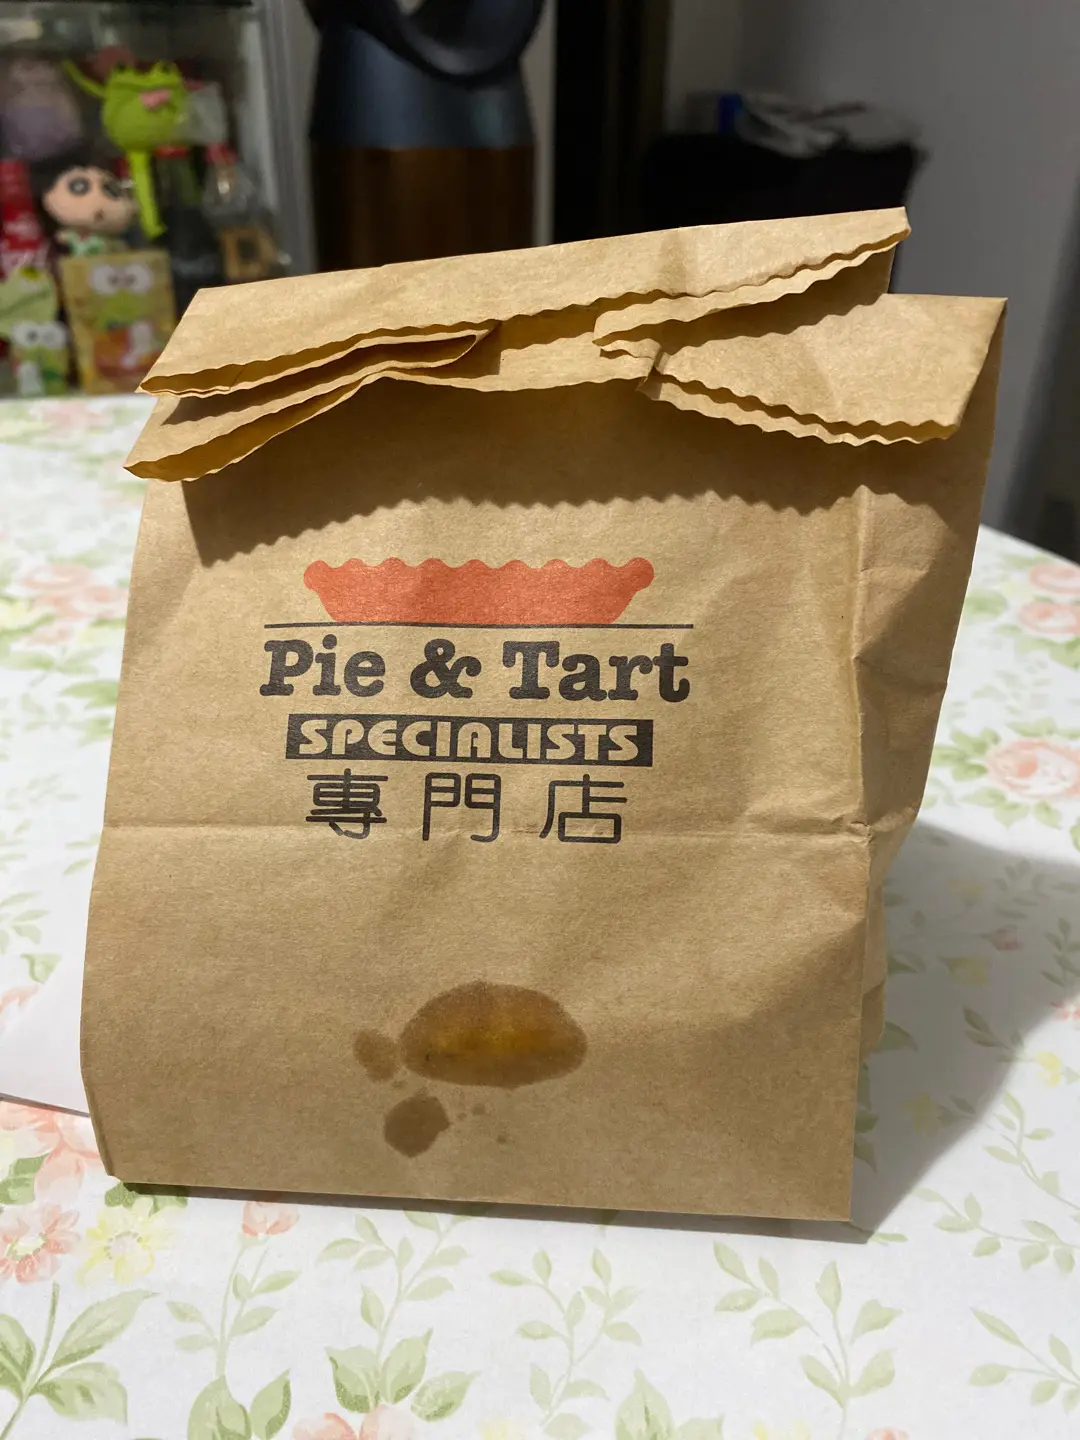 Pie & Tart
SPECIALISTS
專門店